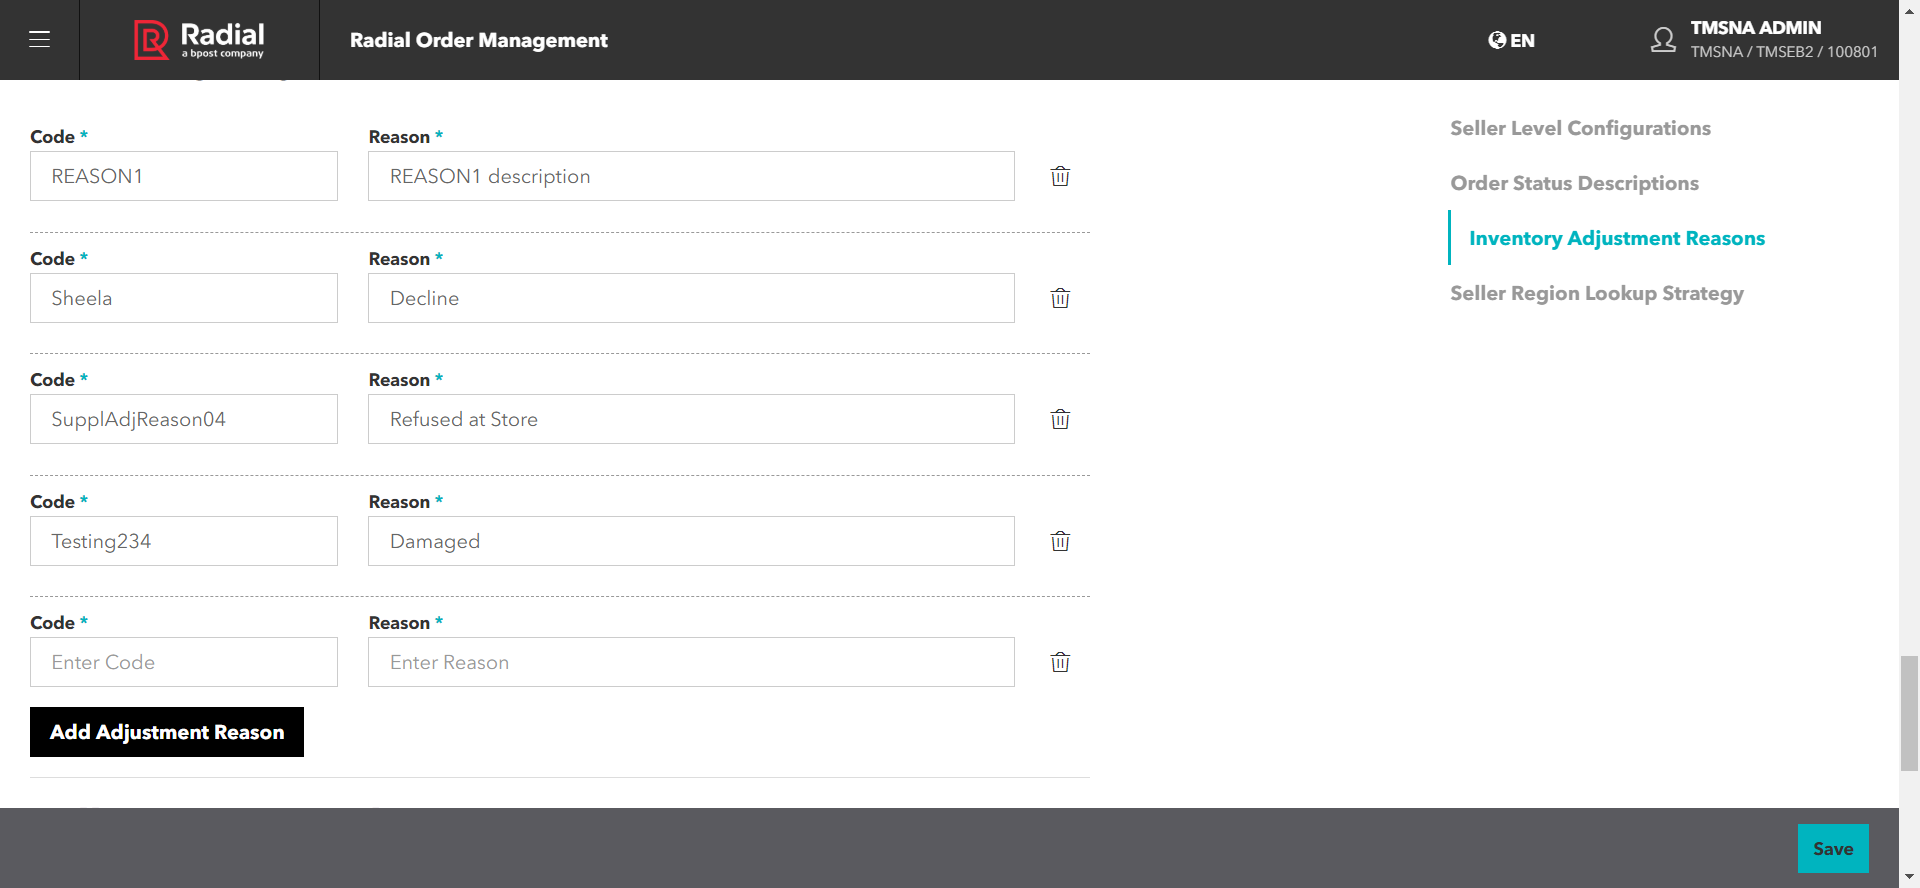 Radial
a bpost company
Radial Order Management
EN
TMSNA ADMIN
TMSNA / TMSEB2 / 100801
Code *
Reason *
REASON1
REASON1 description
Code *
Reason *
Sheela
Decline
Code *
Reason *
SupplAdjReason04
Refused at Store
Code *
Reason *
Testing234
Damaged
Code *
Reason *
Enter Code
Enter Reason
Add Adjustment Reason
Seller Level Configurations
Order Status Descriptions
Inventory Adjustment Reasons
Seller Region Lookup Strategy
Save